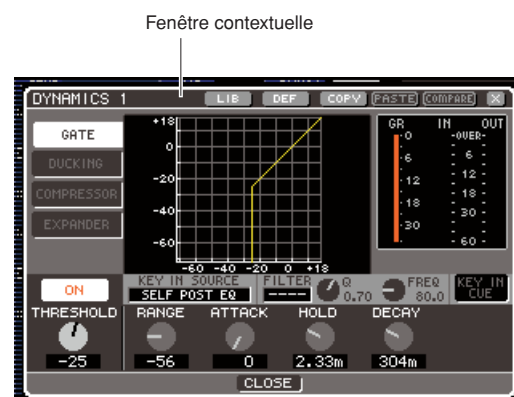 Fenêtre contextuelle
DYNAMICS 1 LIB DEF COPY PASTE COMPARE X
GATE
DUCKING
COMPRESSOR
EXPANDER
+18
0
-20
-40
-60
-60 -40 -20 0 +18
GR IN OUT
0 -OVER-
6 6
12 12
18 18
30 30
60
ON
KEY IN SOURCE
SELF POST EQ
FILTER
----
Q
0.70
FREQ
80.0
KEY IN
CUE
THRESHOLD RANGE ATTACK HOLD DECAY
-25 -56 0 2.33m 304m
CLOSE